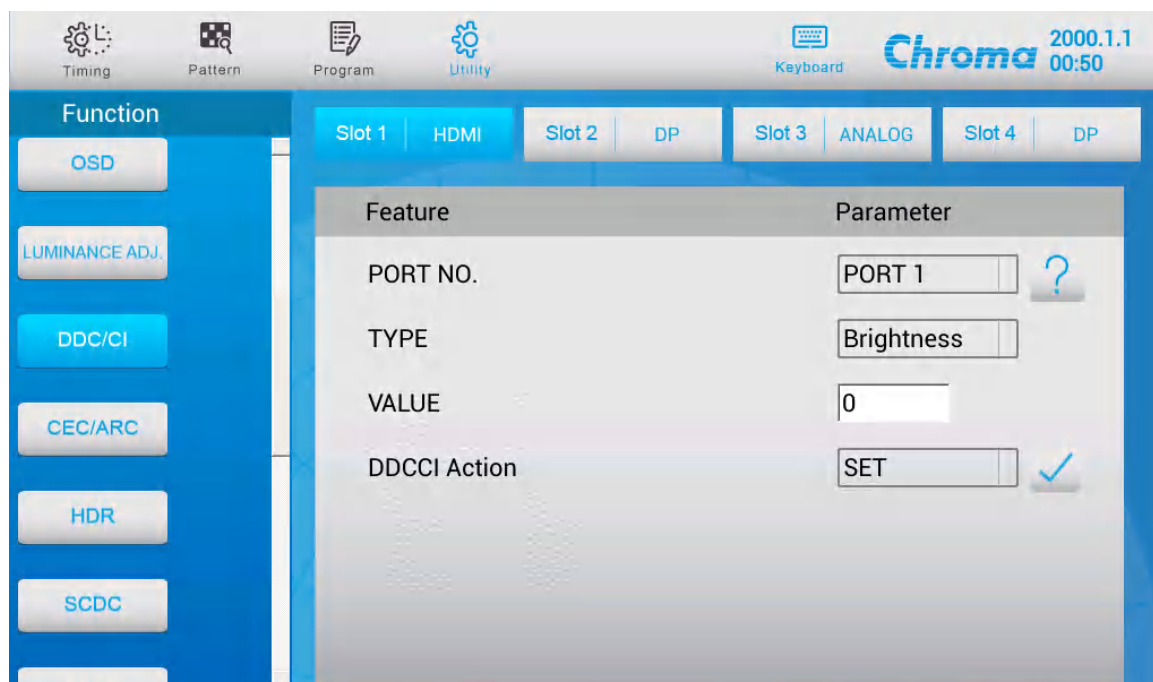 Timing Pattern Program Utility Keyboard Chroma 2000.1.1
00:50
Function
OSD
LUMINANCE ADJ.
DDC/CI
CEC/ARC
HDR
SCDC
Slot 1 HDMI Slot 2 DP Slot 3 ANALOG Slot 4 DP
Feature Parameter
PORT NO. PORT 1 ?
TYPE Brightness
VALUE 0
DDCCI Action SET